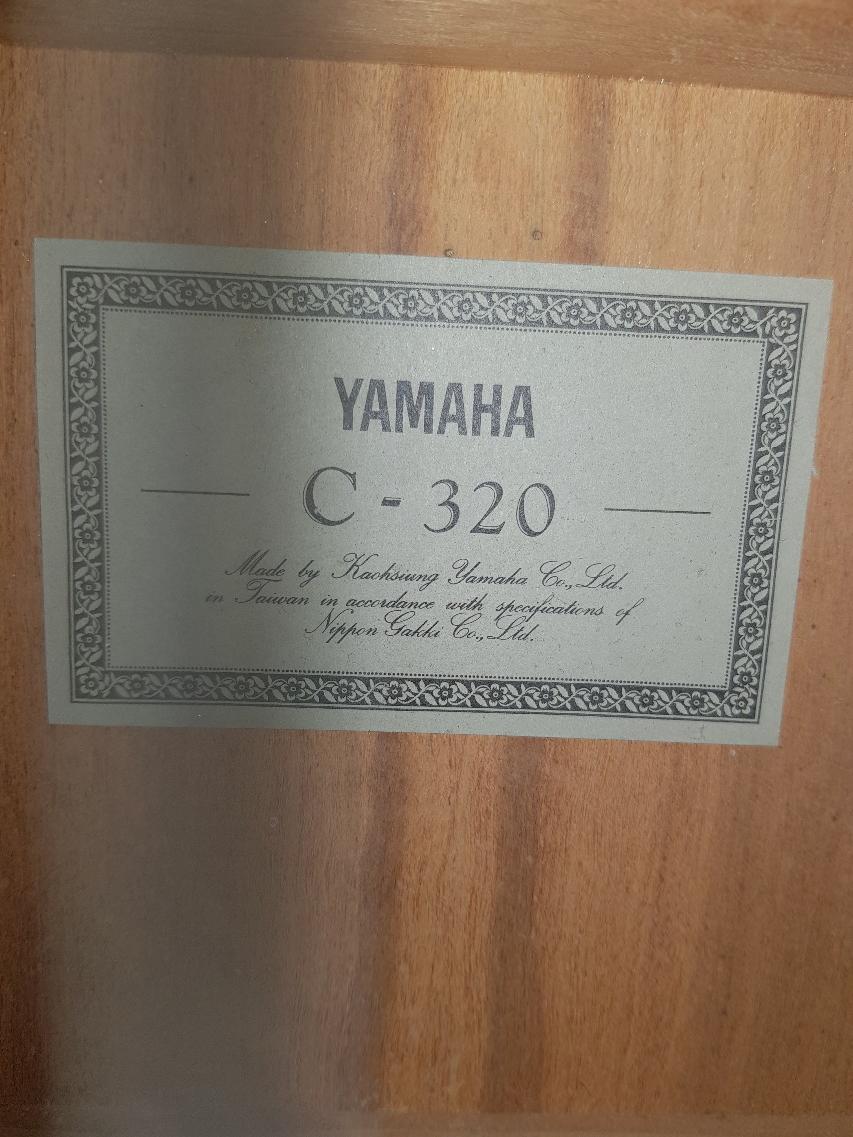 YAMAHA
C - 320
Made by Kaohsiung Yamaha Co., Ltd.
in Taiwan in accordance with specifications of
Nippon Gakki Co., Ltd.